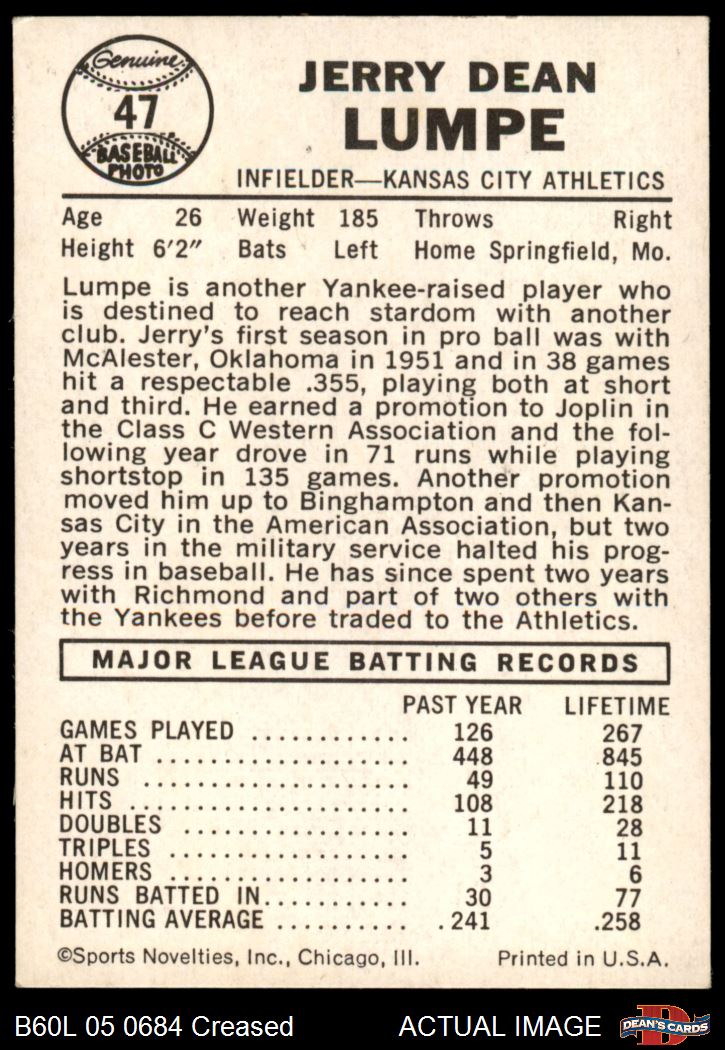 Genuine
47
BASEBALL
PHOTO
JERRY DEAN
LUMPE
INFIELDER—KANSAS CITY ATHLETICS
Age 26 Weight 185 Throws Right
Height 6'2" Bats Left Home Springfield, Mo.
Lumpe is another Yankee-raised player who
is destined to reach stardom with another
club. Jerry's first season in pro ball was with
McAlester, Oklahoma in 1951 and in 38 games
hit a respectable .355, playing both at short
and third. He earned a promotion to Joplin in
the Class C Western Association and the fol-
lowing year drove in 71 runs while playing
shortstop in 135 games. Another promotion
moved him up to Binghampton and then Kan-
sas City in the American Association, but two
years in the military service halted his prog-
ress in baseball. He has since spent two years
with Richmond and part of two others with
the Yankees before traded to the Athletics.
MAJOR LEAGUE BATTING RECORDS
PAST YEAR LIFETIME
GAMES PLAYED ............ 126 267
AT BAT ................... 448 845
RUNS .................. 49 110
HITS .................... 108 218
DOUBLES ................ 11 28
TRIPLES ................. 5 11
HOMERS ................. 3 6
RUNS BATTED IN........... 30 77
BATTING AVERAGE .......... .241 .258
©Sports Novelties, Inc., Chicago, Ill. Printed in U.S.A.
B60L 05 0684 Creased ACTUAL IMAGE
D
DEAN'S CARDS